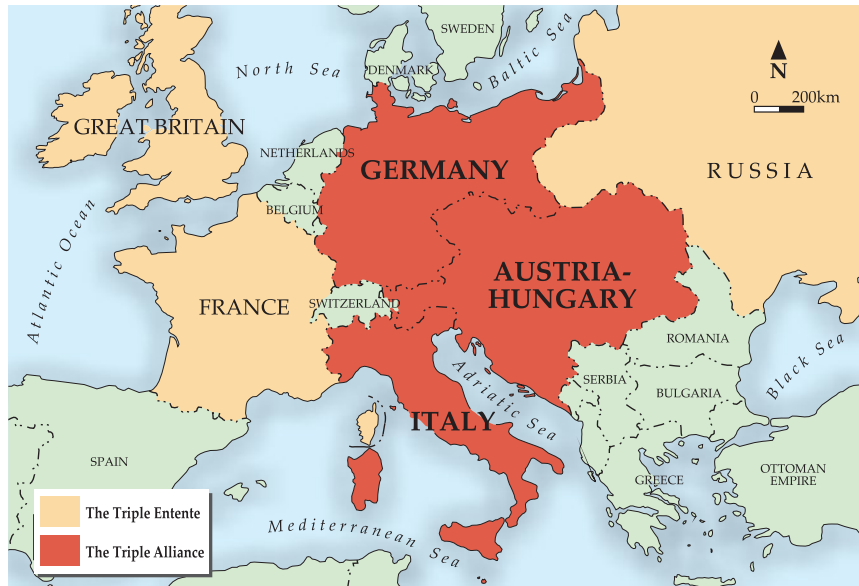 SWEDEN
North Sea
DENMARK
Baltic Sea
N
0 200km
GREAT BRITAIN
NETHERLANDS
GERMANY
RUSSIA
BELGIUM
Atlantic Ocean
AUSTRIA-
HUNGARY
FRANCE
SWITZERLAND
ROMANIA
Black Sea
SERBIA
BULGARIA
Adriatic Sea
ITALY
SPAIN
GREECE
OTTOMAN
EMPIRE
Mediterranean Sea
The Triple Entente
The Triple Alliance